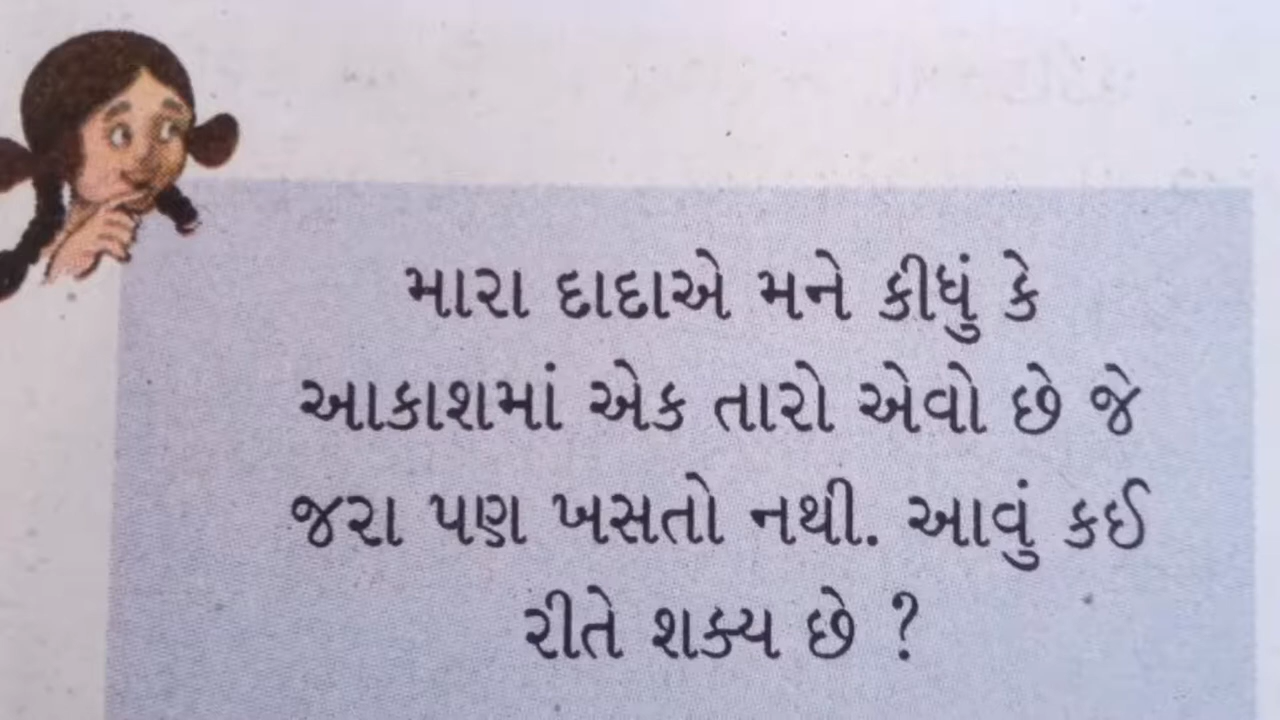 મારા દાદાએ મને કીધું કે
આકાશમાં એક તારો એવો છે જે
જરા પણ ખસતો નથી. આવું કઈ
રીતે શક્ય છે ?